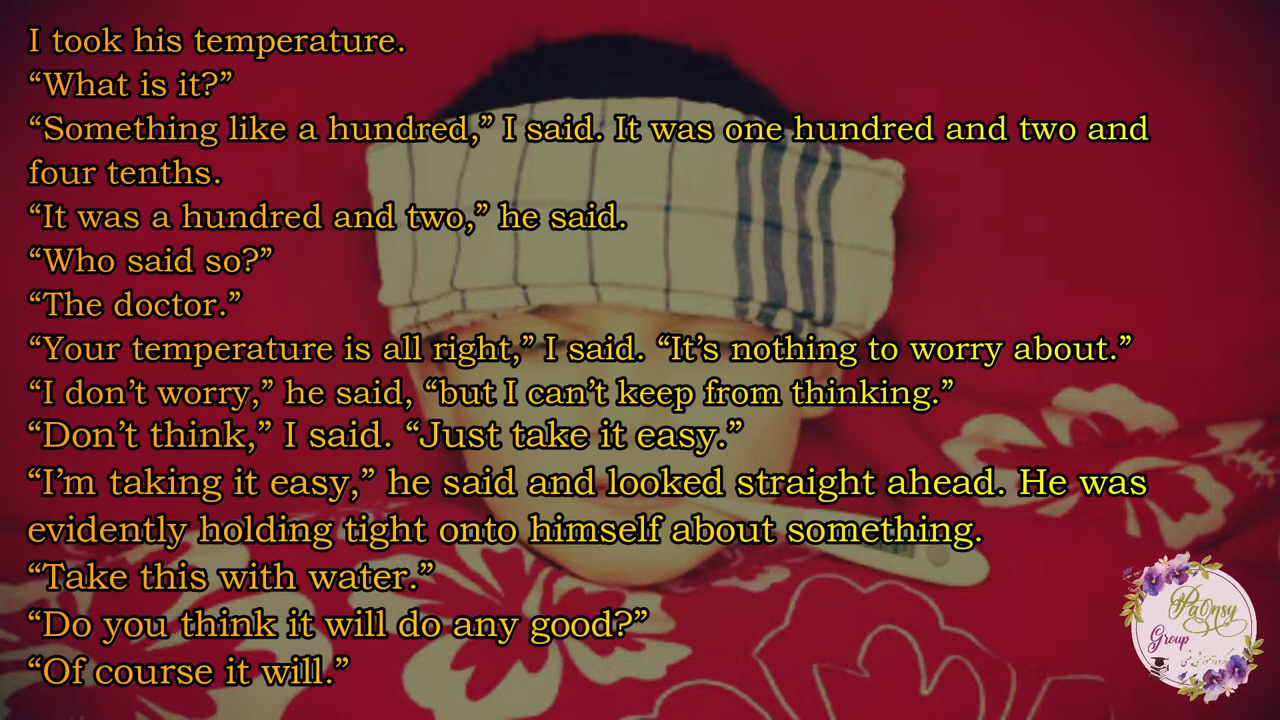 I took his temperature.
“What is it?”
“Something like a hundred,” I said. It was one hundred and two and
four tenths.
“It was a hundred and two,” he said.
“Who said so?”
“The doctor.”
“Your temperature is all right,” I said. “It’s nothing to worry about.”
“I don’t worry,” he said, “but I can’t keep from thinking.”
“Don’t think,” I said. “Just take it easy.”
“I’m taking it easy,” he said and looked straight ahead. He was
evidently holding tight onto himself about something.
“Take this with water.”
“Do you think it will do any good?”
“Of course it will.”
PaOnsy
Group